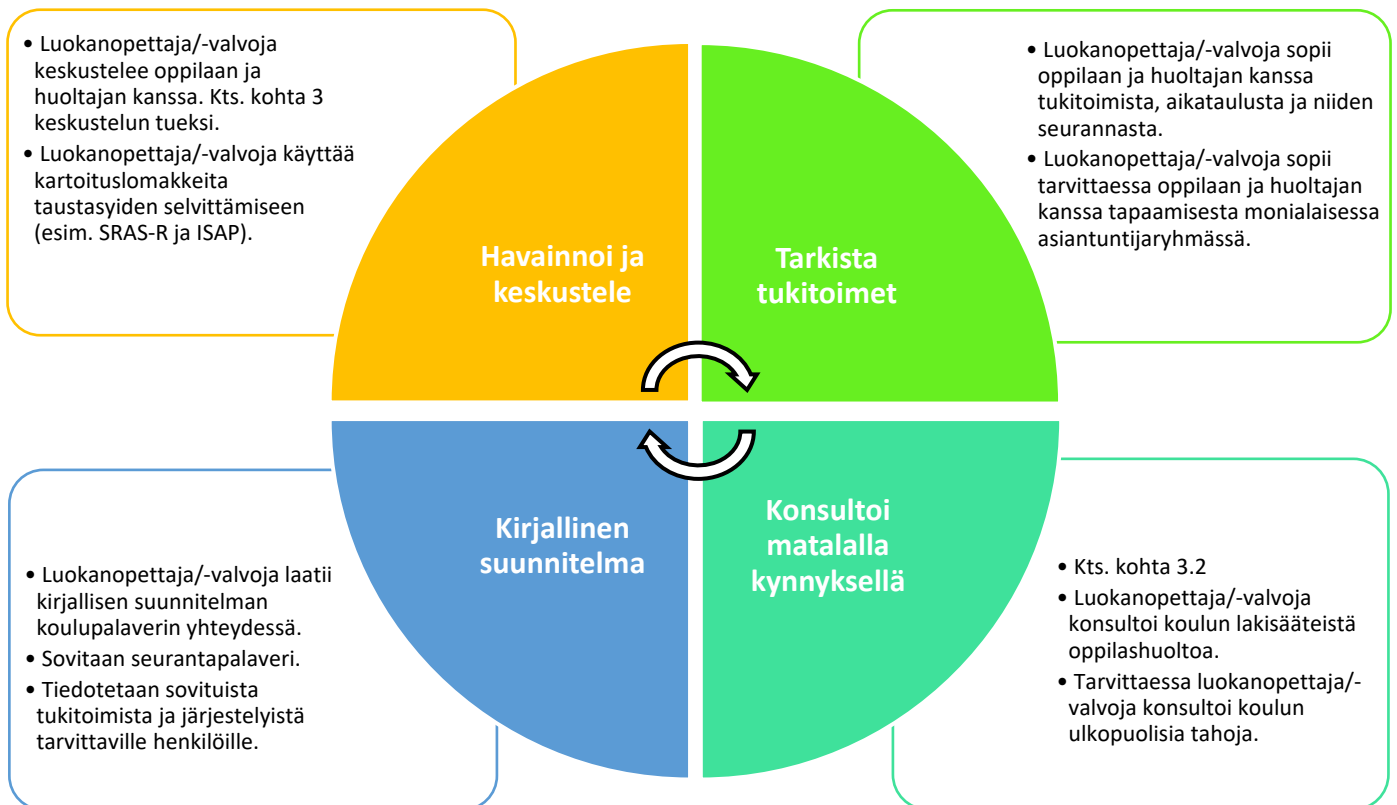 • Luokanopettaja/-valvoja
keskustelee oppilaan ja
huoltajan kanssa. Kts. kohta 3
keskustelun tueksi.
• Luokanopettaja/-valvoja käyttää
kartoituslomakkeita
taustasyiden selvittämiseen
(esim. SRAS-R ja ISAP).
• Luokanopettaja/-valvoja sopii
oppilaan ja huoltajan kanssa
tukitoimista, aikataulusta ja niiden
seurannasta.
• Luokanopettaja/-valvoja sopii
tarvittaessa oppilaan ja huoltajan
kanssa tapaamisesta monialaisessa
asiantuntijaryhmässä.
Havainnoi ja
keskustele
Tarkista
tukitoimet
Kirjallinen
suunnitelma
Konsultoi
matalalla
kynnyksellä
• Luokanopettaja/-valvoja laatii
kirjallisen suunnitelman
koulupalaverin yhteydessä.
• Sovitaan seurantapalaveri.
• Tiedotetaan sovituista
tukitoimista ja järjestelyistä
tarvittaville henkilöille.
• Kts. kohta 3.2
• Luokanopettaja/-valvoja
konsultoi koulun lakisääteistä
oppilashuoltoa.
• Tarvittaessa luokanopettaja/-
valvoja konsultoi koulun
ulkopuolisia tahoja.